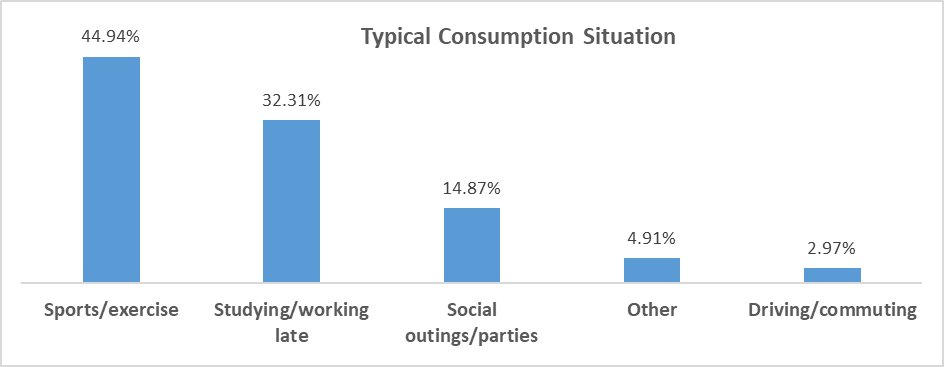 Typical Consumption Situation
44.94%
32.31%
14.87%
4.91%
2.97%
Sports/exercise
Studying/working
late
Social
outings/parties
Other
Driving/commuting